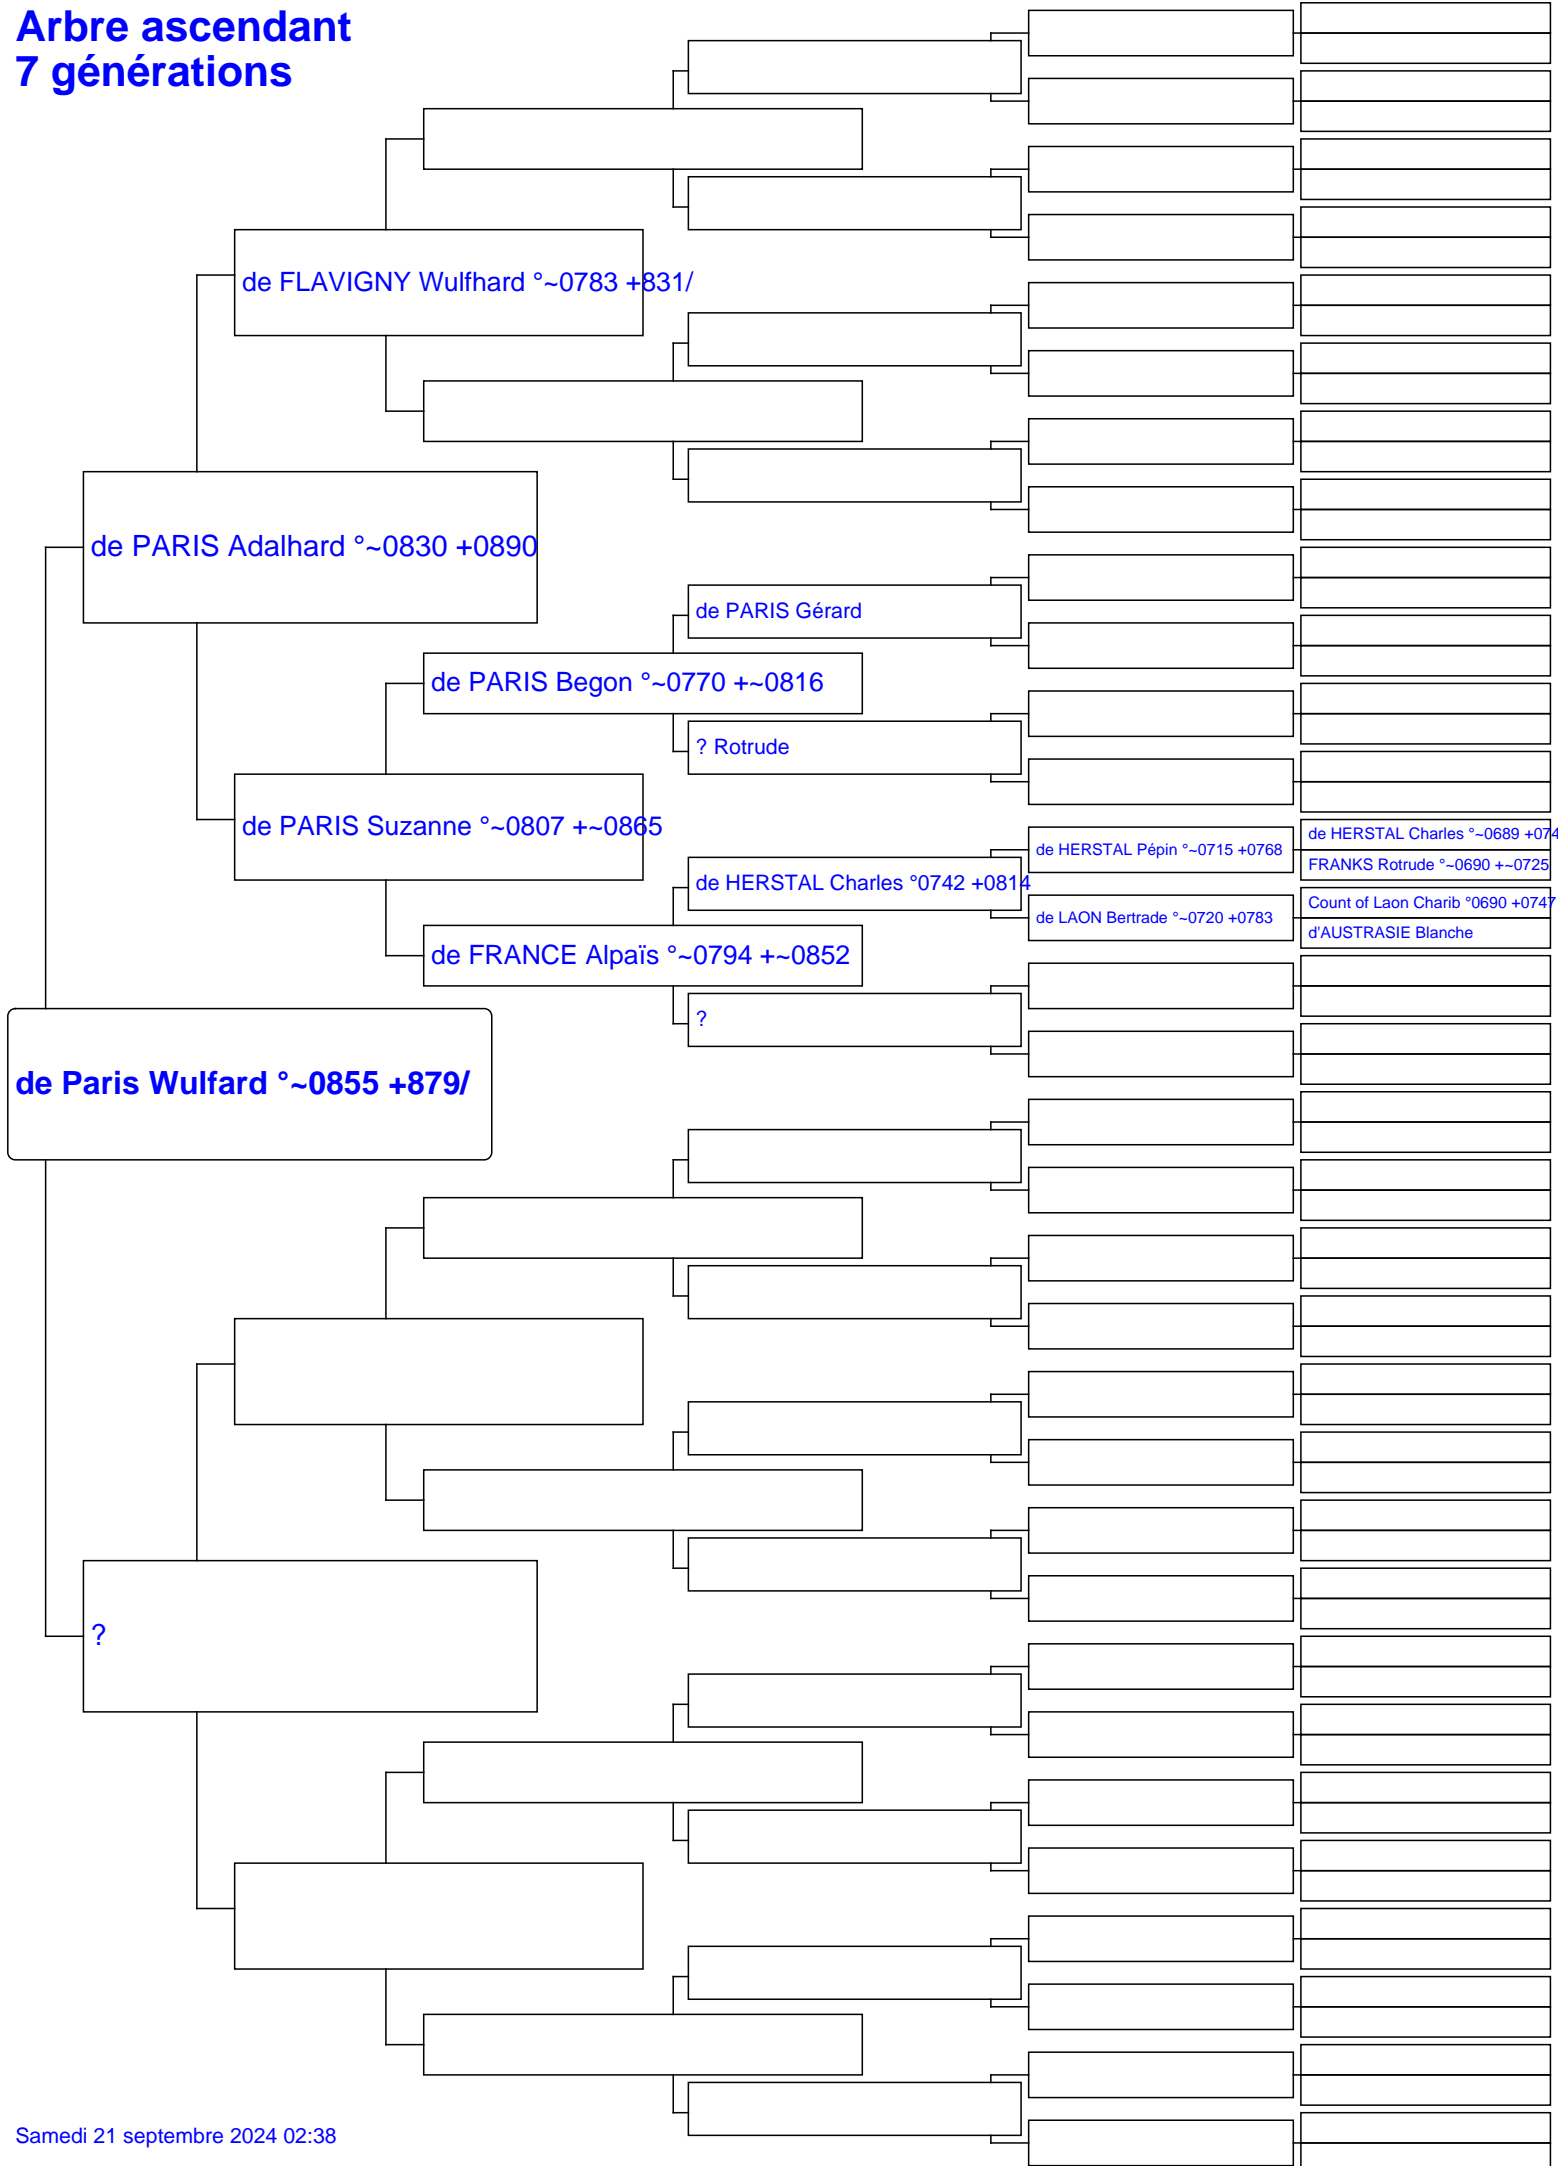 Arbre ascendant
7 générations
de FLAVIGNY Wulfhard °~0783 +831/
de PARIS Adalhard °~0830 +0890
de PARIS Gérard
de PARIS Begon °~0770 +~0816
? Rotrude
de PARIS Suzanne °~0807 +~0865
de HERSTAL Charles °~0689 +074
de HERSTAL Pépin °~0715 +0768
FRANKS Rotrude °~0690 +~0725
de HERSTAL Charles °0742 +0814
Count of Laon Charib °0690 +0747
de LAON Bertrade °~0720 +0783
d'AUSTRASIE Blanche
de FRANCE Alpaïs °~0794 +~0852
?
de Paris Wulfard °~0855 +879/
?
Samedi 21 septembre 2024 02:38